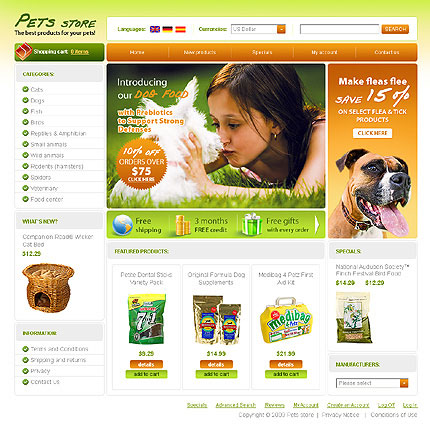 PETS STORE
The best products for your pets!
Languages:
Currencies:
US Dollar
SEARCH
Shopping cart: 0 items
Home
New products
Specials
My account
Contact us
CATEGORIES:
Cats
Dogs
Fish
Birds
Reptiles & Amphibian
Small animals
Wild animals
Rodents (hamsters)
Spiders
Veterinary
Food center
Introducing
our DOG FOOD
with Prebiotics
to Support Strong
Defences
10% OFF
ORDERS OVER
$75
CLICK HERE
Make fleas flee
SAVE 15%
ON SELECT FLEA & TICK
PRODUCTS
CLICK HERE
Free
shipping
3 months
FREE credit
Free gifts
with every order
WHAT'S NEW?
Companion Road Wicker
Cat Bed
$12.29
FEATURED PRODUCTS:
Petrie Dental Sticks
Variety Pack
$9.29
details
add to cart
Original Formula Dog
Supplements
$14.99
details
add to cart
Medibag 4 Petz First
Aid Kit
medibag
$21.99
details
add to cart
SPECIALS:
National Audubon Society™
Finch Festival Bird Food
$14.29 $12.29
INFORMATION:
Terms and Conditions
Shipping and returns
Privacy
Contact Us
MANUFACTURERS:
Please select
Specials Advanced Search Reviews My Account Create an Account Log Off Log In
Copyright © 2009 Pets store | Privacy Notice | Conditions of Use